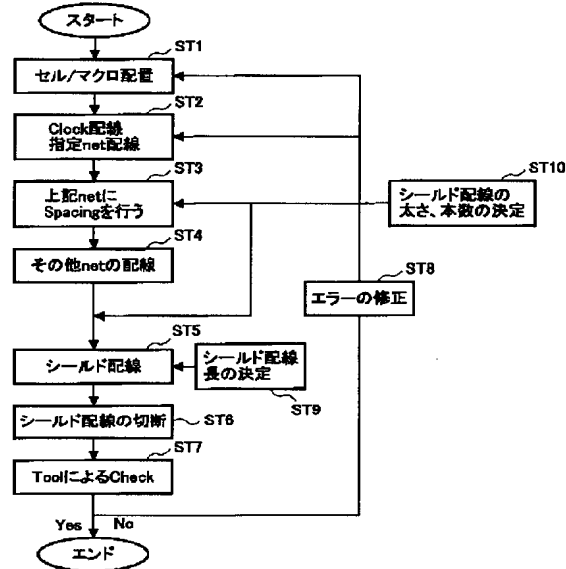 スタート
ST1
セル/マクロ配置
ST2
Clock配線
指定net配線
ST3
上記netに
Spacingを行う
ST10
シールド配線の
太さ、本数の決定
ST4
その他netの配線
ST8
エラーの修正
ST5
シールド配線
シールド配線
長の決定
ST9
シールド配線の切断
ST6
ST7
ToolによるCheck
Yes
No
エンド